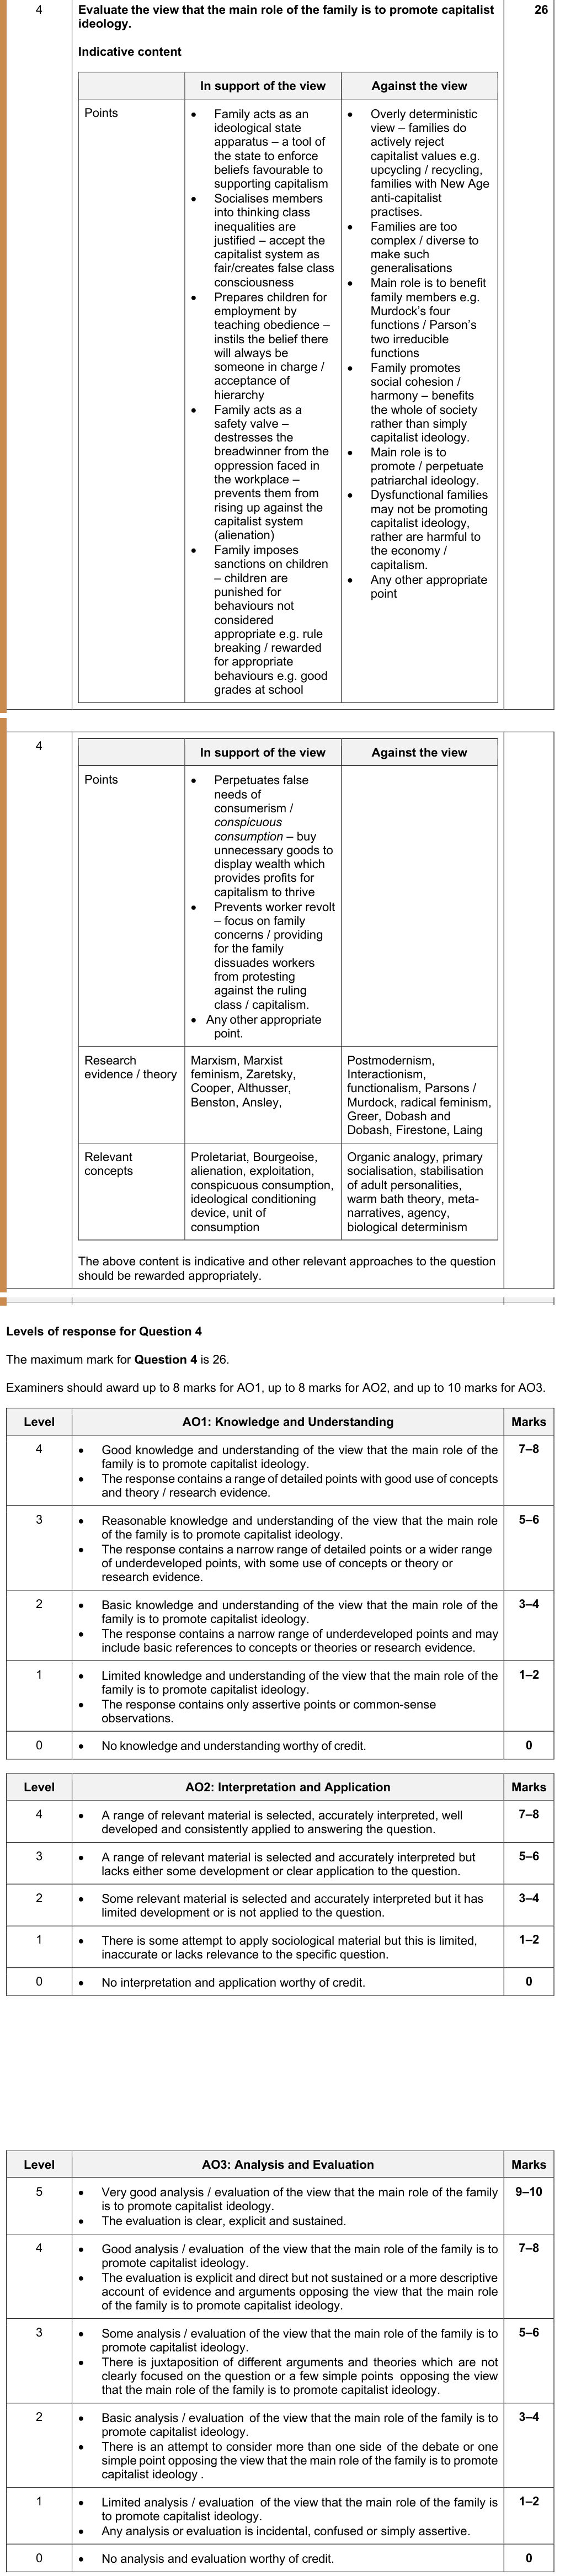 4
Evaluate the view that the main role of the family is to promote capitalist
ideology.
26
Indicative content
In support of the view
Against the view
Points
• Family acts as an
ideological state
apparatus – a tool of
the state to enforce
beliefs favourable to
supporting capitalism
• Socialises members
into thinking class
inequalities are
justified – accept the
capitalist system as
fair/creates false class
consciousness
• Prepares children for
employment by
teaching obedience –
instils the belief there
will always be
someone in charge /
acceptance of
hierarchy
• Family acts as a
safety valve –
destresses the
breadwinner from the
oppression faced in
the workplace –
prevents them from
rising up against the
capitalist system
(alienation)
• Family imposes
sanctions on children
– children are
punished for
behaviours not
considered
appropriate e.g. rule
breaking / rewarded
for appropriate
behaviours e.g. good
grades at school
• Overly deterministic
view – families do
actively reject
capitalist values e.g.
upcycling / recycling,
families with New Age
anti-capitalist
practises.
• Families are too
complex / diverse to
make such
generalisations
• Main role is to benefit
family members e.g.
Murdock's four
functions / Parson's
two irreducible
functions
• Family promotes
social cohesion /
harmony – benefits
the whole of society
rather than simply
capitalist ideology.
• Main role is to
promote / perpetuate
patriarchal ideology.
• Dysfunctional families
may not be promoting
capitalist ideology,
rather are harmful to
the economy /
capitalism.
• Any other appropriate
point
4
In support of the view
Against the view
Points
• Perpetuates false
needs of
consumerism /
conspicuous
consumption – buy
unnecessary goods to
display wealth which
provides profits for
capitalism to thrive
• Prevents worker revolt
– focus on family
concerns / providing
for the family
dissuades workers
from protesting
against the ruling
class / capitalism.
• Any other appropriate
point.
Research
evidence / theory
Marxism, Marxist
feminism, Zaretsky,
Cooper, Althusser,
Benston, Ansley,
Postmodernism,
Interactionism,
functionalism, Parsons /
Murdock, radical feminism,
Greer, Dobash and
Dobash, Firestone, Laing
Relevant
concepts
Proletariat, Bourgeoise,
alienation, exploitation,
conspicuous consumption,
ideological conditioning
device, unit of
consumption
Organic analogy, primary
socialisation, stabilisation
of adult personalities,
warm bath theory, meta-
narratives, agency,
biological determinism
The above content is indicative and other relevant approaches to the question
should be rewarded appropriately.
Levels of response for Question 4
The maximum mark for Question 4 is 26.
Examiners should award up to 8 marks for AO1, up to 8 marks for AO2, and up to 10 marks for AO3.
Level
AO1: Knowledge and Understanding
Marks
4
• Good knowledge and understanding of the view that the main role of the
family is to promote capitalist ideology.
• The response contains a range of detailed points with good use of concepts
and theory / research evidence.
7–8
3
• Reasonable knowledge and understanding of the view that the main role
of the family is to promote capitalist ideology.
• The response contains a narrow range of detailed points or a wider range
of underdeveloped points, with some use of concepts or theory or
research evidence.
5–6
2
• Basic knowledge and understanding of the view that the main role of the
family is to promote capitalist ideology.
• The response contains a narrow range of underdeveloped points and may
include basic references to concepts or theories or research evidence.
3–4
1
• Limited knowledge and understanding of the view that the main role of the
family is to promote capitalist ideology.
• The response contains only assertive points or common-sense
observations.
1–2
0
• No knowledge and understanding worthy of credit.
0
Level
AO2: Interpretation and Application
Marks
4
• A range of relevant material is selected, accurately interpreted, well
developed and consistently applied to answering the question.
7–8
3
• A range of relevant material is selected and accurately interpreted but
lacks either some development or clear application to the question.
5–6
2
• Some relevant material is selected and accurately interpreted but it has
limited development or is not applied to the question.
3–4
1
• There is some attempt to apply sociological material but this is limited,
inaccurate or lacks relevance to the specific question.
1–2
0
• No interpretation and application worthy of credit.
0
Level
AO3: Analysis and Evaluation
Marks
5
• Very good analysis / evaluation of the view that the main role of the family
is to promote capitalist ideology.
• The evaluation is clear, explicit and sustained.
9–10
4
• Good analysis / evaluation of the view that the main role of the family is to
promote capitalist ideology.
• The evaluation is explicit and direct but not sustained or a more descriptive
account of evidence and arguments opposing the view that the main role
of the family is to promote capitalist ideology.
7–8
3
• Some analysis / evaluation of the view that the main role of the family is to
promote capitalist ideology.
• There is juxtaposition of different arguments and theories which are not
clearly focused on the question or a few simple points opposing the view
that the main role of the family is to promote capitalist ideology.
5–6
2
• Basic analysis / evaluation of the view that the main role of the family is to
promote capitalist ideology.
• There is an attempt to consider more than one side of the debate or one
simple point opposing the view that the main role of the family is to promote
capitalist ideology .
3–4
1
• Limited analysis / evaluation of the view that the main role of the family is
to promote capitalist ideology.
• Any analysis or evaluation is incidental, confused or simply assertive.
1–2
0
• No analysis and evaluation worthy of credit.
0